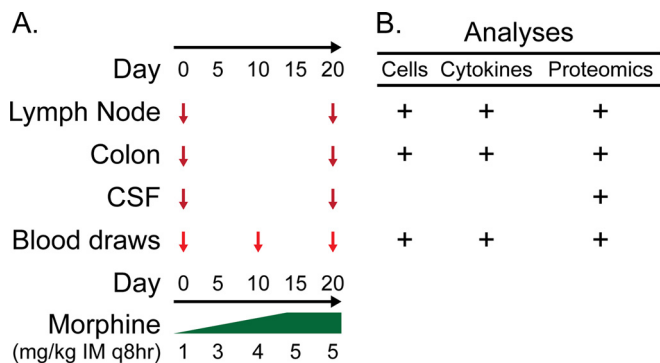 A.
Day 0 5 10 15 20
Lymph Node
Colon
CSF
Blood draws
Day 0 5 10 15 20
Morphine
(mg/kg IM q8hr) 1 3 4 5 5
B.
Analyses
Cells Cytokines Proteomics
+ + +
+ + +
+
+ + +